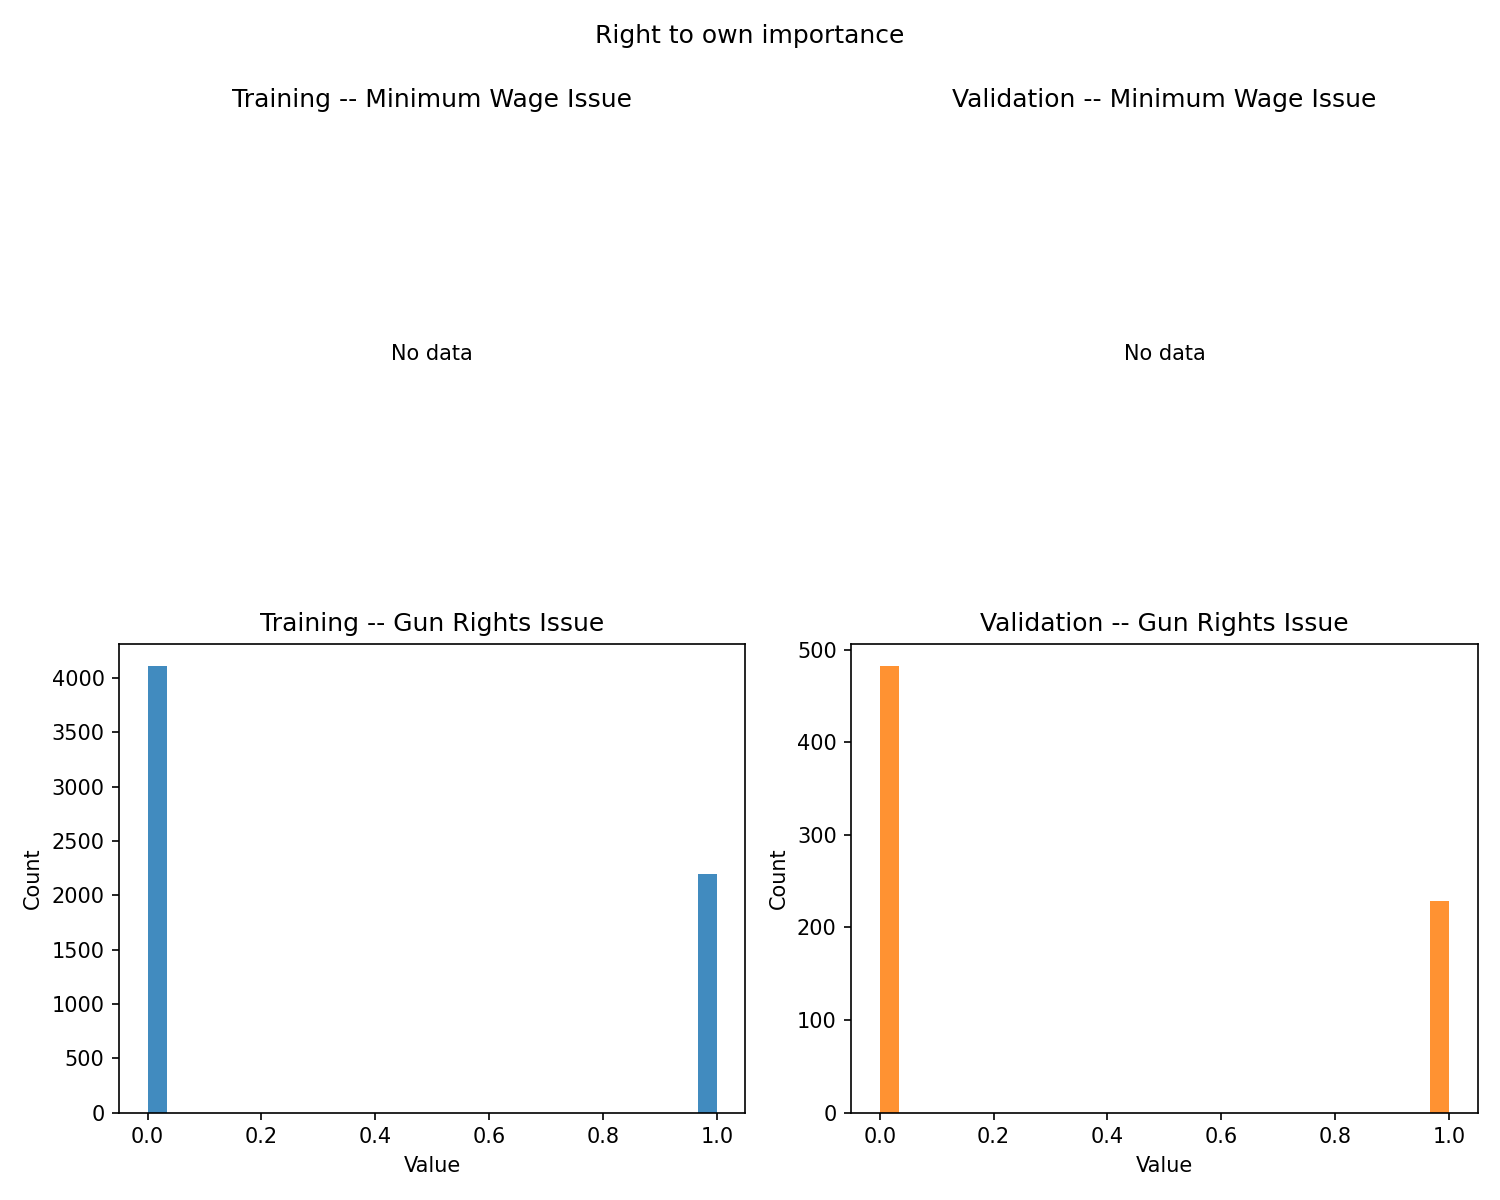 Right to own importance
Training -- Minimum Wage Issue
Validation -- Minimum Wage Issue
No data
No data
Training -- Gun Rights Issue
Validation -- Gun Rights Issue
4000
3500
3000
2500
2000
1500
1000
500
0
Count
0.0 0.2 0.4 0.6 0.8 1.0
Value
500
400
300
200
100
0
Count
0.0 0.2 0.4 0.6 0.8 1.0
Value